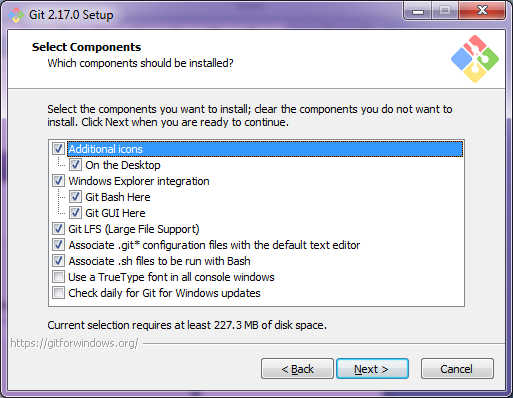 Git 2.17.0 Setup
Select Components
Which components should be installed?
Select the components you want to install; clear the components you do not want to
install. Click Next when you are ready to continue.
Additional icons
On the Desktop
Windows Explorer integration
Git Bash Here
Git GUI Here
Git LFS (Large File Support)
Associate .git* configuration files with the default text editor
Associate .sh files to be run with Bash
Use a TrueType font in all console windows
Check daily for Git for Windows updates
Current selection requires at least 227.3 MB of disk space.
https://gitforwindows.org/
< Back
Next >
Cancel